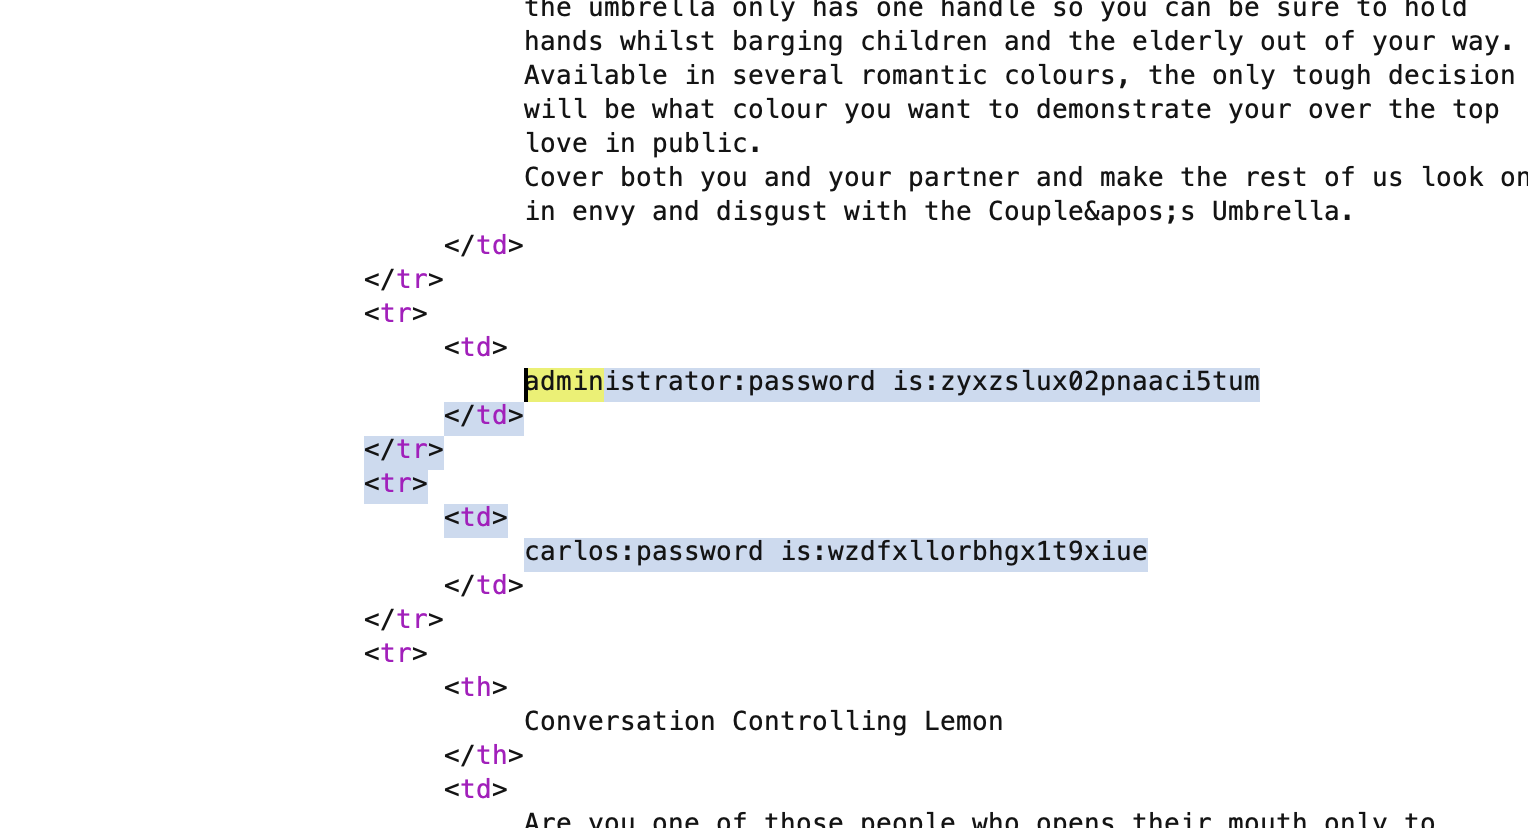 the umbrella only has one handle so you can be sure to hold
hands whilst barging children and the elderly out of your way.
Available in several romantic colours, the only tough decision
will be what colour you want to demonstrate your over the top
love in public.
Cover both you and your partner and make the rest of us look on
in envy and disgust with the Couple&apos;s Umbrella.
</td>
</tr>
<tr>
<td>
administrator:password is:zyxzslux02pnaaci5tum
</td>
</tr>
<tr>
<td>
carlos:password is:wzdfxllorbhgx1t9xiue
</td>
</tr>
<tr>
<th>
Conversation Controlling Lemon
</th>
<td>
Are you one of those people who opens their mouth only to